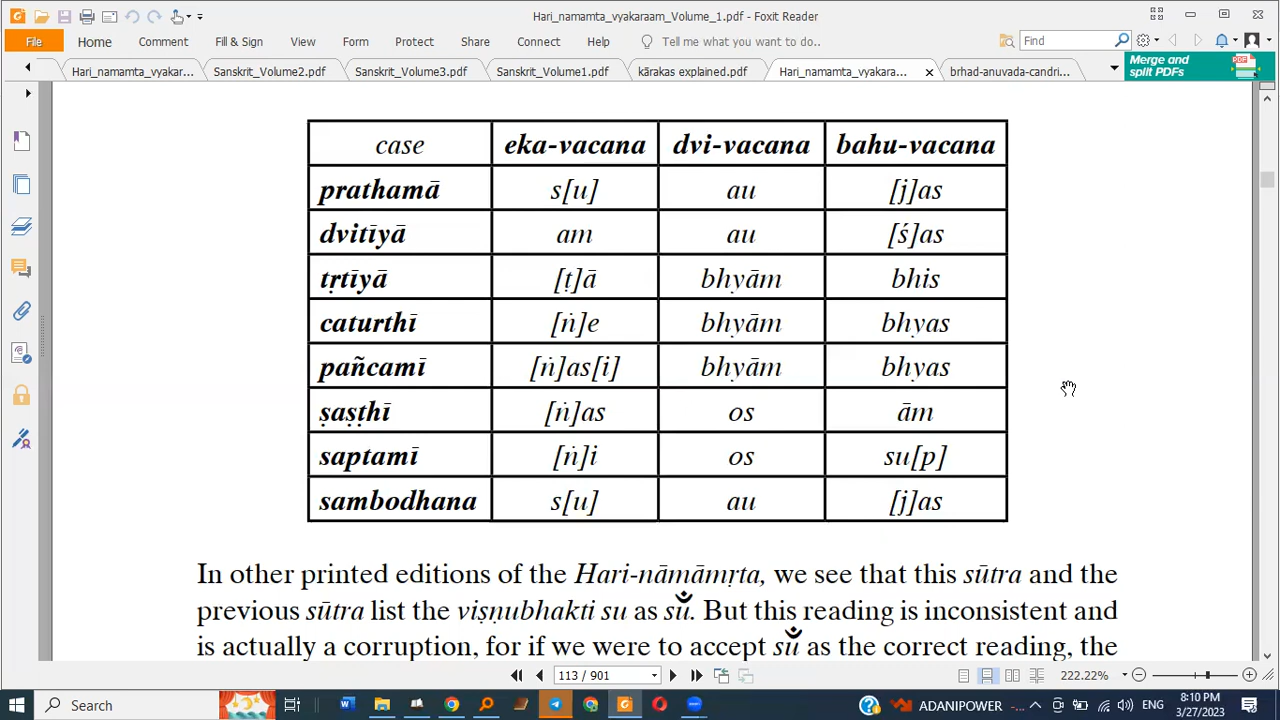 Hari_namamta_vyakaraam_Volume_1.pdf - Foxit Reader
File Home Comment Fill & Sign View Form Protect Share Connect Help Tell me what you want to do.. Find
Hari_namamta_vyakar... Sanskrit_Volume2.pdf Sanskrit_Volume3.pdf Sanskrit_Volume1.pdf kārakas explained.pdf Hari_namamta_vyakara... brhad-anuvada-candri... Merge and split PDFs PDF
case eka-vacana dvi-vacana bahu-vacana
prathamā s[u] au [j]as
dvitīyā am au [ś]as
tṛtīyā [ṭ]ā bhyām bhis
caturthī [ṅ]e bhyām bhyas
pañcamī [ṅ]as[i] bhyām bhyas
ṣaṣṭhī [ṅ]as os ām
saptamī [ṅ]i os su[p]
sambodhana s[u] au [j]as
In other printed editions of the Hari-nāmāmṛta, we see that this sūtra and the
previous sūtra list the viṣṇubhakti su as sum̐. But this reading is inconsistent and
is actually a corruption, for if we were to accept sum̐ as the correct reading, the
113 / 901 222.22%
Search ADANIPOWER ENG 8:10 PM
3/27/2023